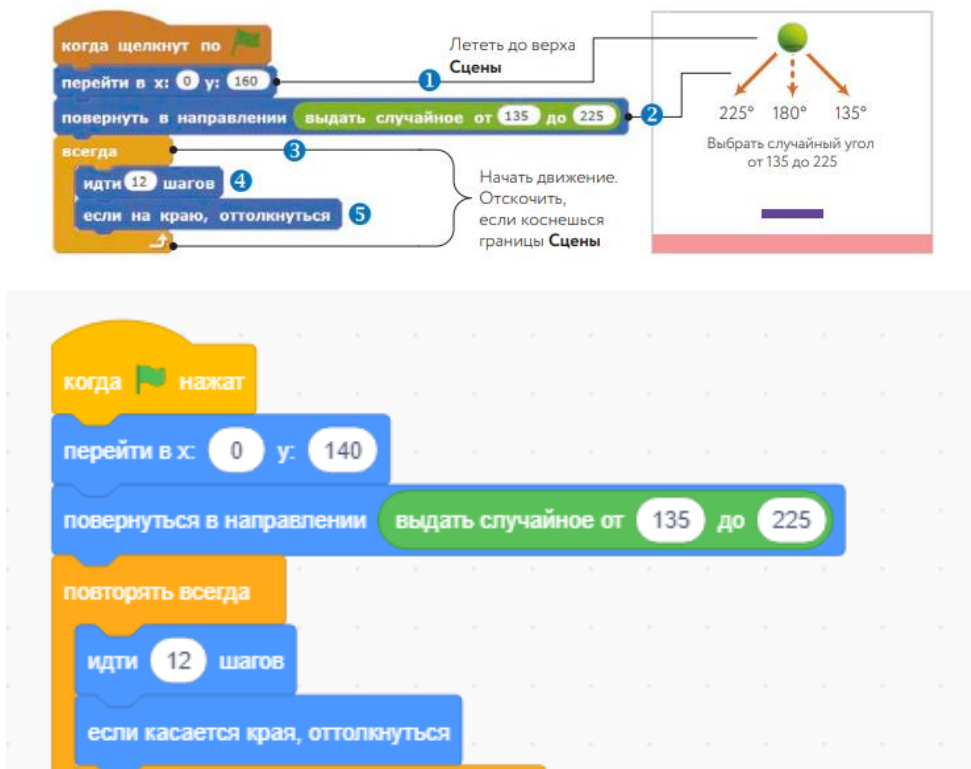 когда щелкнут по
перейти в x: 0 y: 160
1
Лететь до верха
Сцены
повернуть в направлении выдать случайное от 135 до 225
2
всегда
3
идти 12 шагов
4
если на краю, оттолкнуться
5
Начать движение.
Отскочить,
если коснешься
границы Сцены
225° 180° 135°
Выбрать случайный угол
от 135 до 225
когда нажат
перейти в x: 0 y: 140
повернуться в направлении выдать случайное от 135 до 225
повторять всегда
идти 12 шагов
если касается края, оттолкнуться